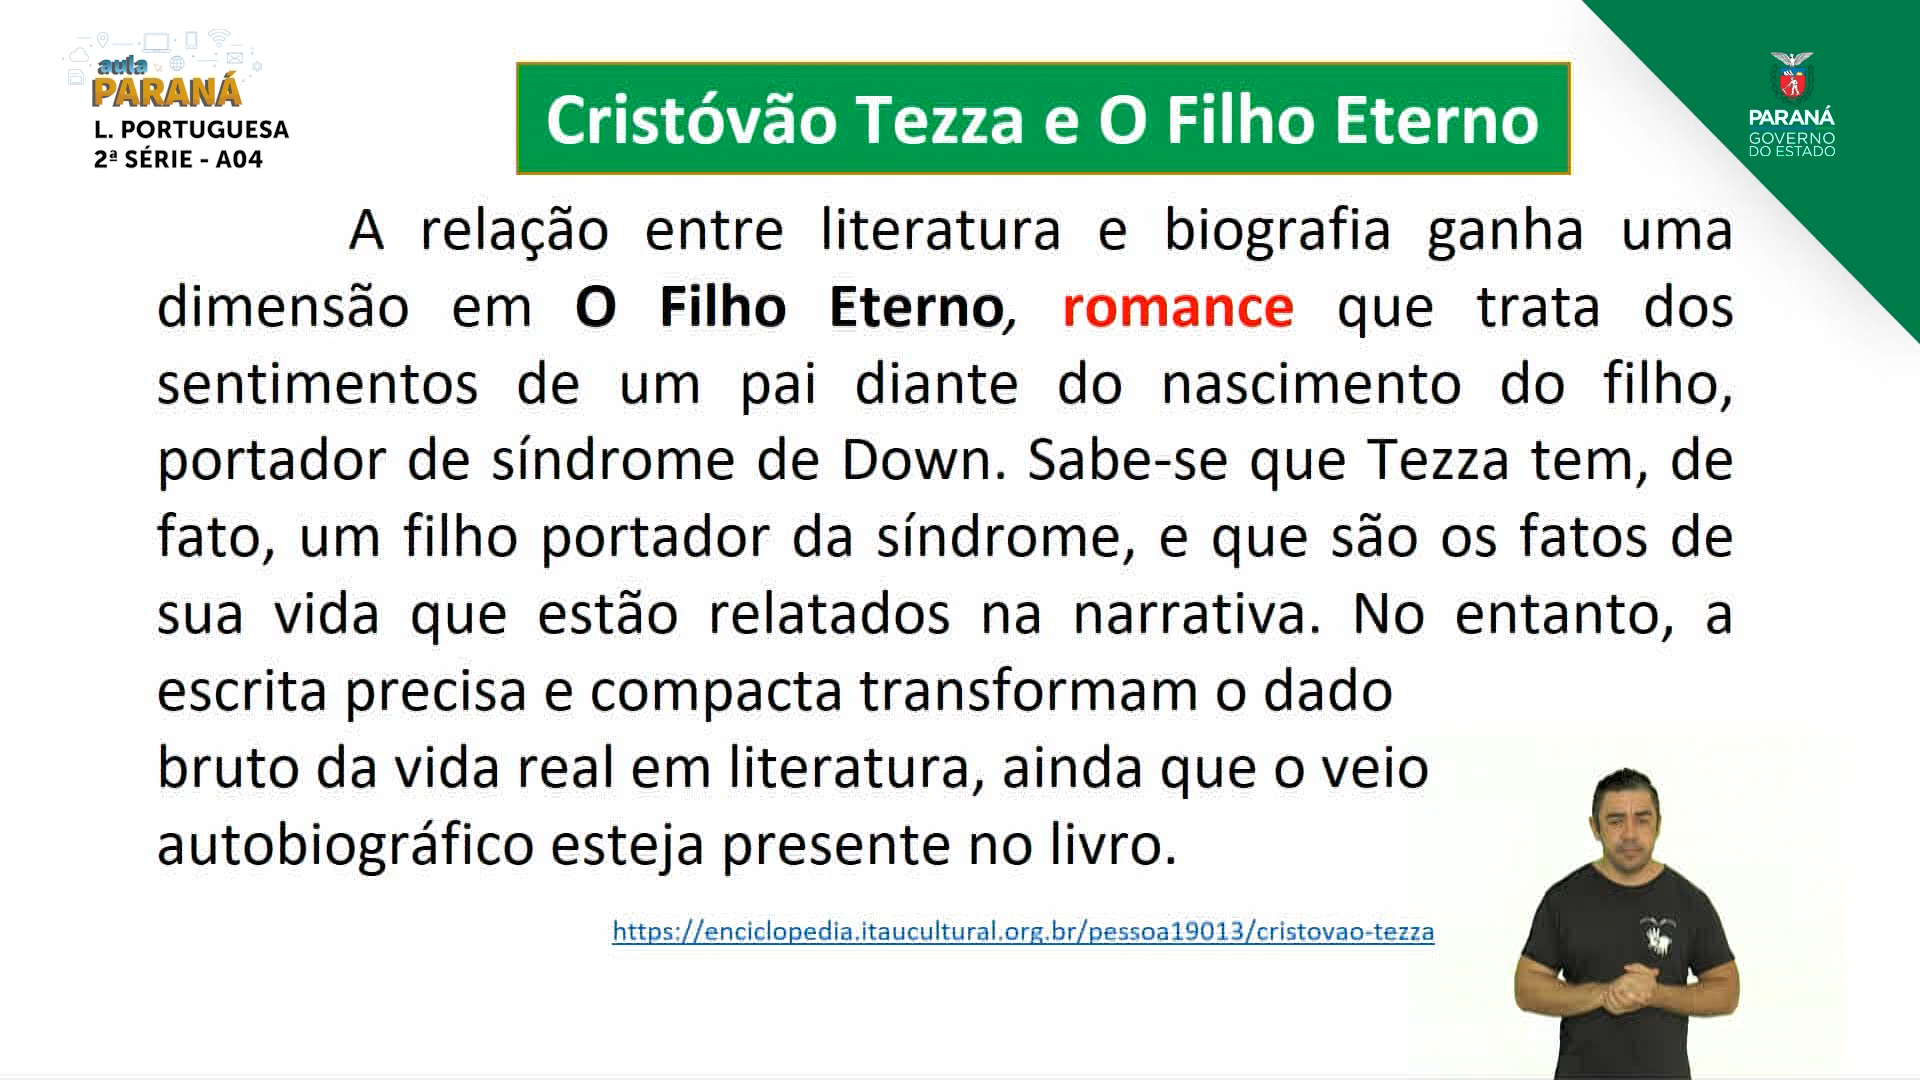 aula
PARANÁ
L. PORTUGUESA
2ª SÉRIE - A04
Cristóvão Tezza e O Filho Eterno
PARANÁ
GOVERNO
DO ESTADO
A relação entre literatura e biografia ganha uma
dimensão em O Filho Eterno, romance que trata dos
sentimentos de um pai diante do nascimento do filho,
portador de síndrome de Down. Sabe-se que Tezza tem, de
fato, um filho portador da síndrome, e que são os fatos de
sua vida que estão relatados na narrativa. No entanto, a
escrita precisa e compacta transformam o dado
bruto da vida real em literatura, ainda que o veio
autobiográfico esteja presente no livro.
https://enciclopedia.itaucultural.org.br/pessoa19013/cristovao-tezza